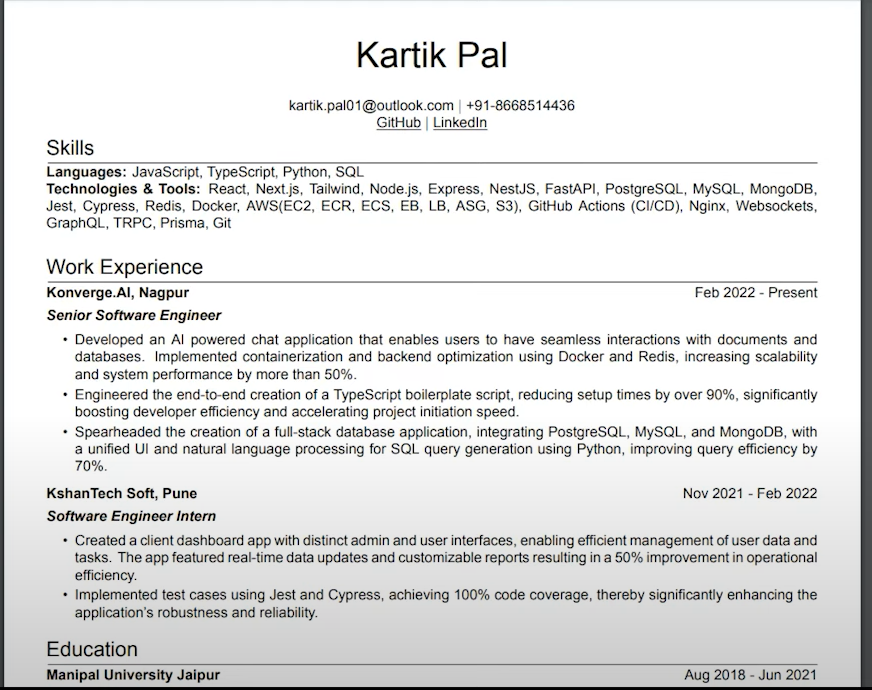 Kartik Pal
kartik.pal01@outlook.com | +91-8668514436
GitHub | LinkedIn
Skills
Languages: JavaScript, TypeScript, Python, SQL
Technologies & Tools: React, Next.js, Tailwind, Node.js, Express, NestJS, FastAPI, PostgreSQL, MySQL, MongoDB,
Jest, Cypress, Redis, Docker, AWS(EC2, ECR, ECS, EB, LB, ASG, S3), GitHub Actions (CI/CD), Nginx, Websockets,
GraphQL, TRPC, Prisma, Git
Work Experience
Konverge.AI, Nagpur Feb 2022 - Present
Senior Software Engineer
• Developed an AI powered chat application that enables users to have seamless interactions with documents and
databases. Implemented containerization and backend optimization using Docker and Redis, increasing scalability
and system performance by more than 50%.
• Engineered the end-to-end creation of a TypeScript boilerplate script, reducing setup times by over 90%, significantly
boosting developer efficiency and accelerating project initiation speed.
• Spearheaded the creation of a full-stack database application, integrating PostgreSQL, MySQL, and MongoDB, with
a unified UI and natural language processing for SQL query generation using Python, improving query efficiency by
70%.
KshanTech Soft, Pune Nov 2021 - Feb 2022
Software Engineer Intern
• Created a client dashboard app with distinct admin and user interfaces, enabling efficient management of user data and
tasks. The app featured real-time data updates and customizable reports resulting in a 50% improvement in operational
efficiency.
• Implemented test cases using Jest and Cypress, achieving 100% code coverage, thereby significantly enhancing the
application's robustness and reliability.
Education
Manipal University Jaipur Aug 2018 - Jun 2021